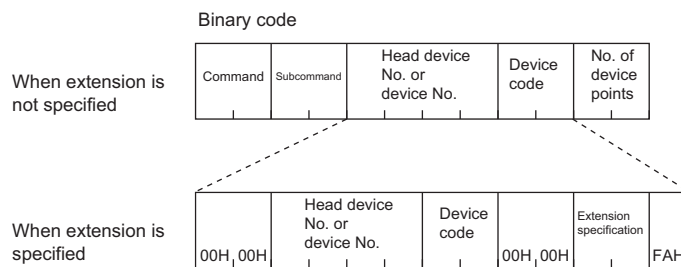 Binary code
When extension is
not specified
Command
Subcommand
Head device
No. or
device No.
Device
code
No. of
device
points
When extension is
specified
00H 00H
Head device
No. or
device No.
Device
code
00H 00H
Extension
specification
FAH